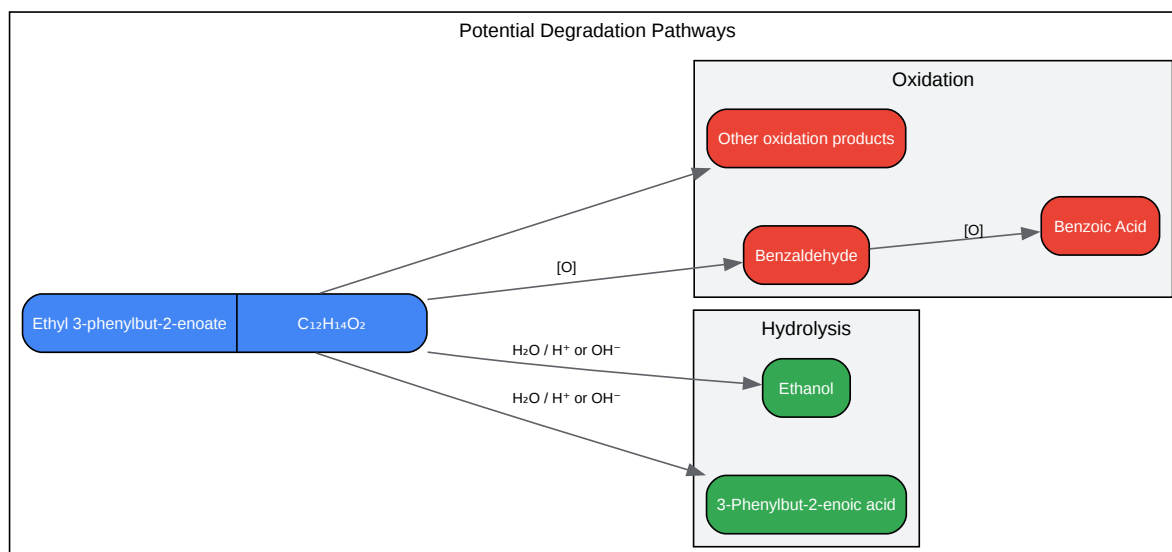 Potential Degradation Pathways
Oxidation
Other oxidation products
Benzoic Acid
[O]
Benzaldehyde
[O]
Ethyl 3-phenylbut-2-enoate
C₁₂H₁₄O₂
Hydrolysis
H₂O / H⁺ or OH⁻
Ethanol
H₂O / H⁺ or OH⁻
3-Phenylbut-2-enoic acid